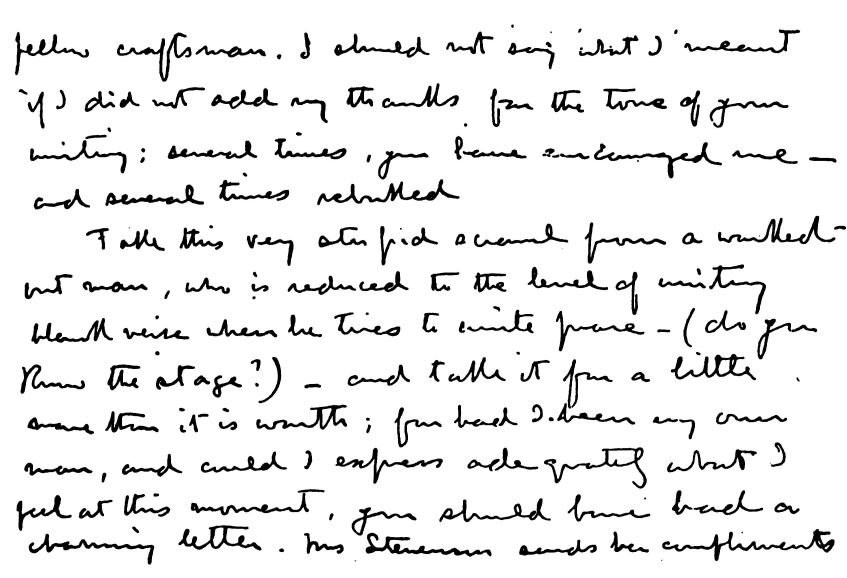 fellow craftsman. I should not say what I meant
if I did not add my thanks for the tone of your
writing; several times, you have encouraged me —
and several times rebutted
Take this very stupid scrawl from a worked-
out man, who is reduced to the level of writing
blank verse when he tries to write prose — (do you
know the stage?) — and take it for a little
more than it is worth; for had I been my own
man, and could I express adequately what I
feel at this moment, you should have had a
charming letter. Mrs Stevenson sends her compliments